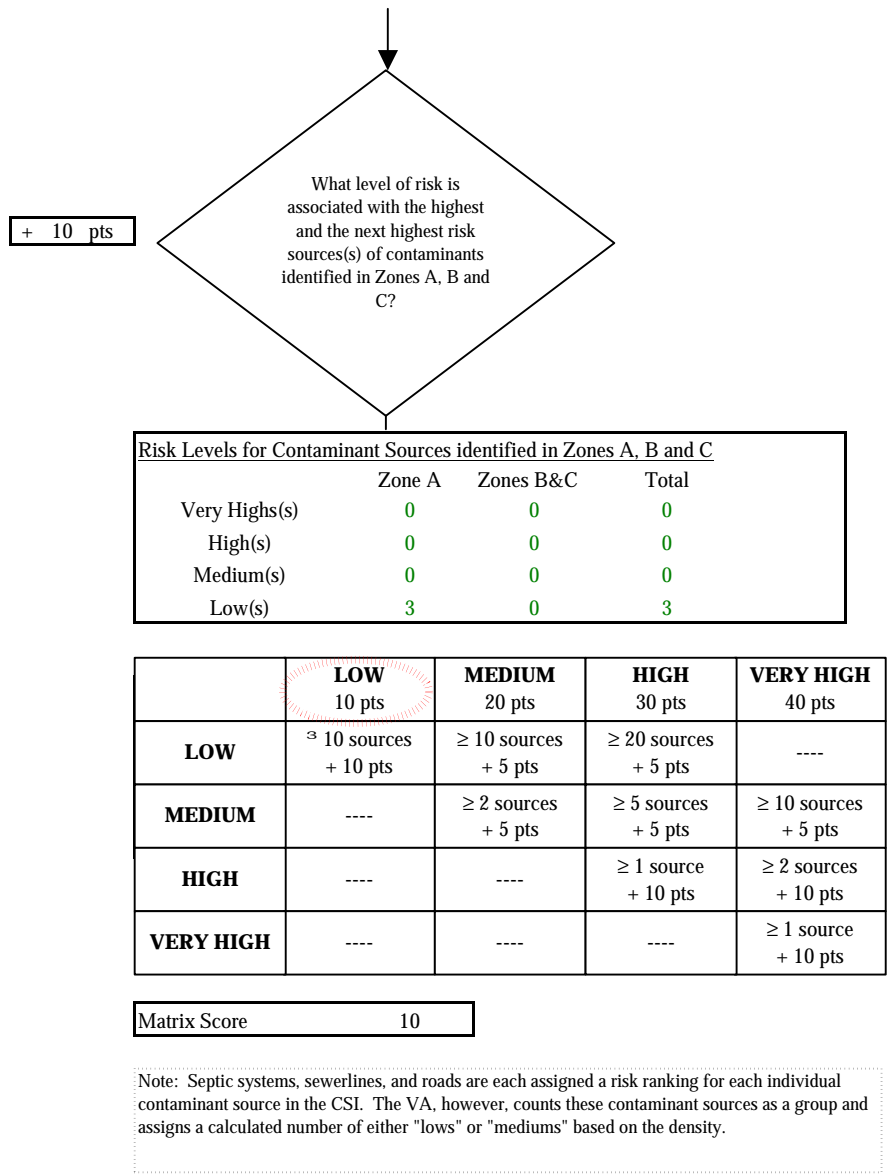 What level of risk is
associated with the highest
and the next highest risk
sources(s) of contaminants
identified in Zones A, B and
C?
+ 10 pts
Risk Levels for Contaminant Sources identified in Zones A, B and C
Zone A Zones B&C Total
Very Highs(s) 0 0 0
High(s) 0 0 0
Medium(s) 0 0 0
Low(s) 3 0 3
LOW MEDIUM HIGH VERY HIGH
10 pts 20 pts 30 pts 40 pts
LOW ³ 10 sources ≥ 10 sources ≥ 20 sources ----
+ 10 pts + 5 pts + 5 pts
MEDIUM ---- ≥ 2 sources ≥ 5 sources ≥ 10 sources
+ 5 pts + 5 pts + 5 pts
HIGH ---- ---- ≥ 1 source ≥ 2 sources
+ 10 pts + 10 pts
VERY HIGH ---- ---- ---- ≥ 1 source
+ 10 pts
Matrix Score 10
Note: Septic systems, sewerlines, and roads are each assigned a risk ranking for each individual
contaminant source in the CSI. The VA, however, counts these contaminant sources as a group and
assigns a calculated number of either "lows" or "mediums" based on the density.